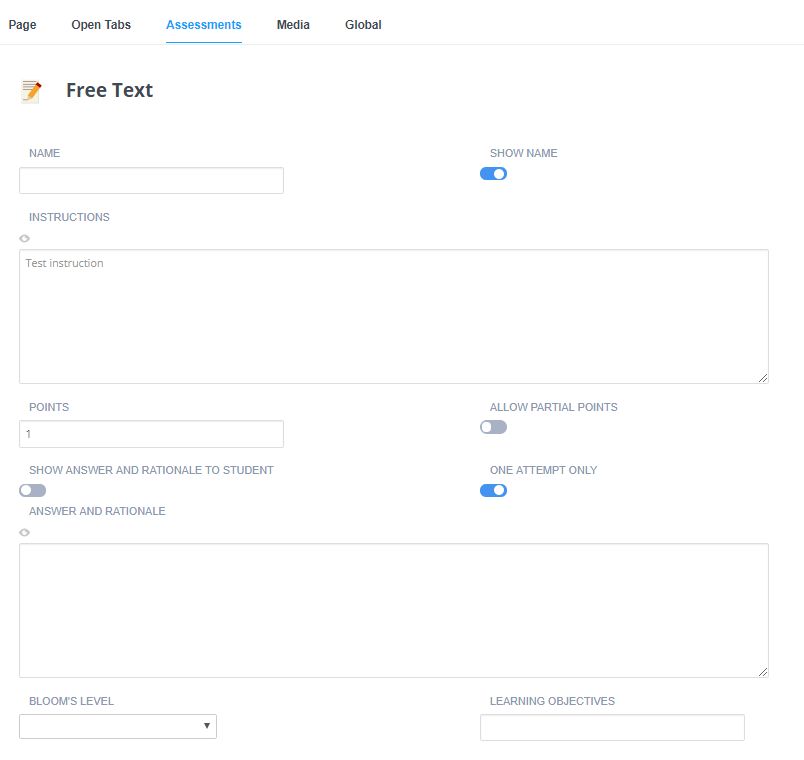 Page Open Tabs Assessments Media Global
Free Text
NAME SHOW NAME
INSTRUCTIONS
Test instruction
POINTS ALLOW PARTIAL POINTS
1
SHOW ANSWER AND RATIONALE TO STUDENT ONE ATTEMPT ONLY
ANSWER AND RATIONALE
BLOOM'S LEVEL LEARNING OBJECTIVES